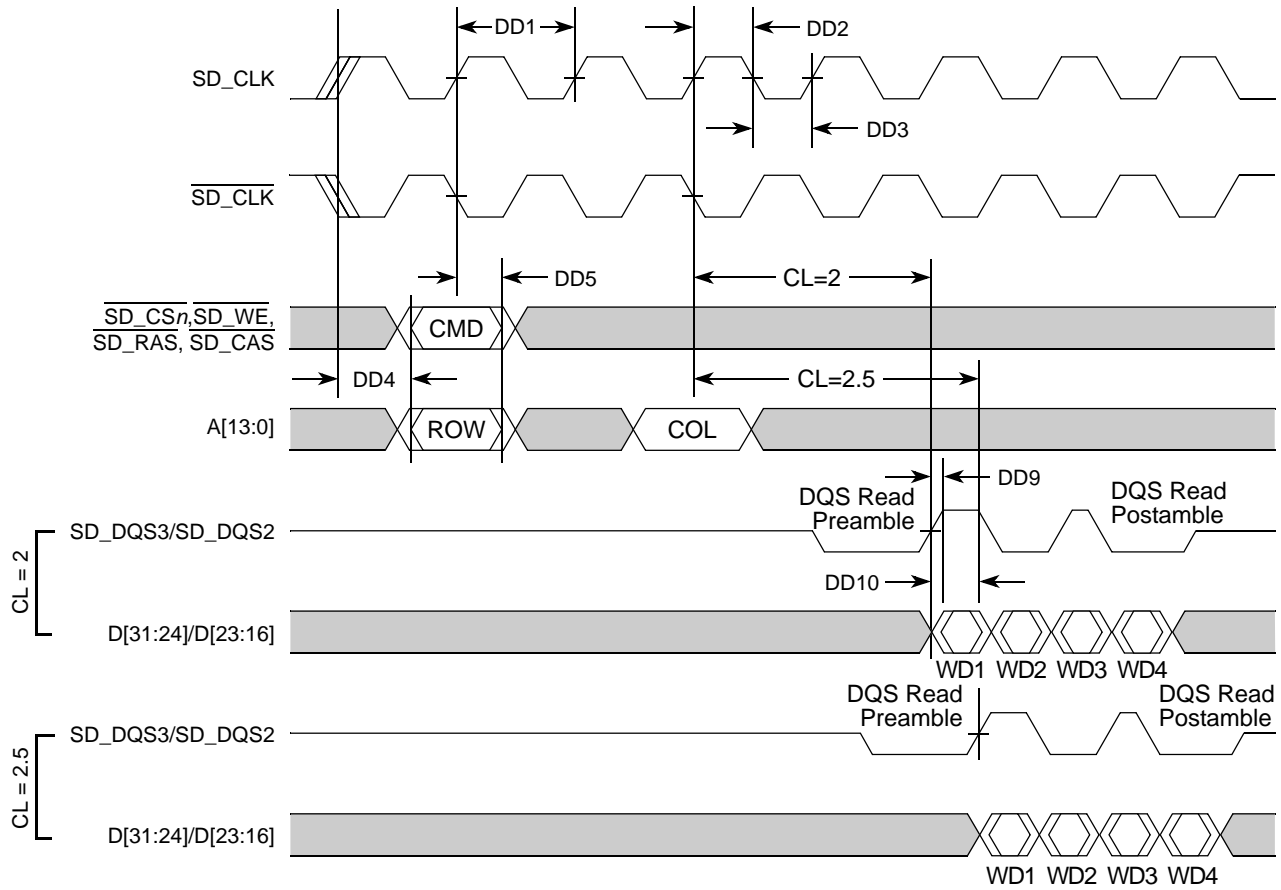 DD1
DD2
SD_CLK
DD3
SD_CLK
DD5
CL=2
SD_CSn,SD_WE,
SD_RAS, SD_CAS
CMD
DD4
CL=2.5
A[13:0]
ROW
COL
DD9
DQS Read
Preamble
DQS Read
Postamble
SD_DQS3/SD_DQS2
CL = 2
DD10
D[31:24]/D[23:16]
WD1 WD2 WD3 WD4
DQS Read
Preamble
DQS Read
Postamble
SD_DQS3/SD_DQS2
CL = 2.5
D[31:24]/D[23:16]
WD1 WD2 WD3 WD4